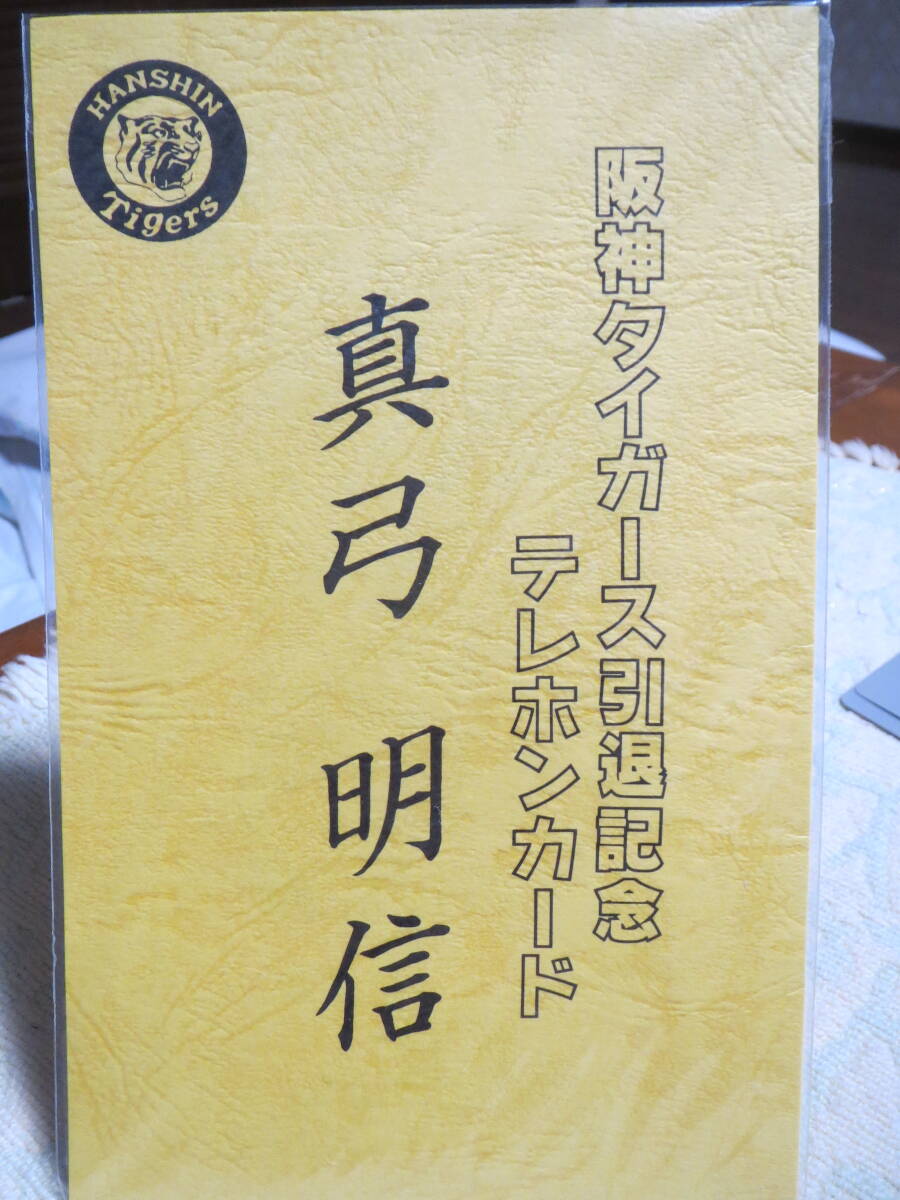 HANSHIN
Tigers
阪神タイガース引退記念
テレホンカード
真弓 明信